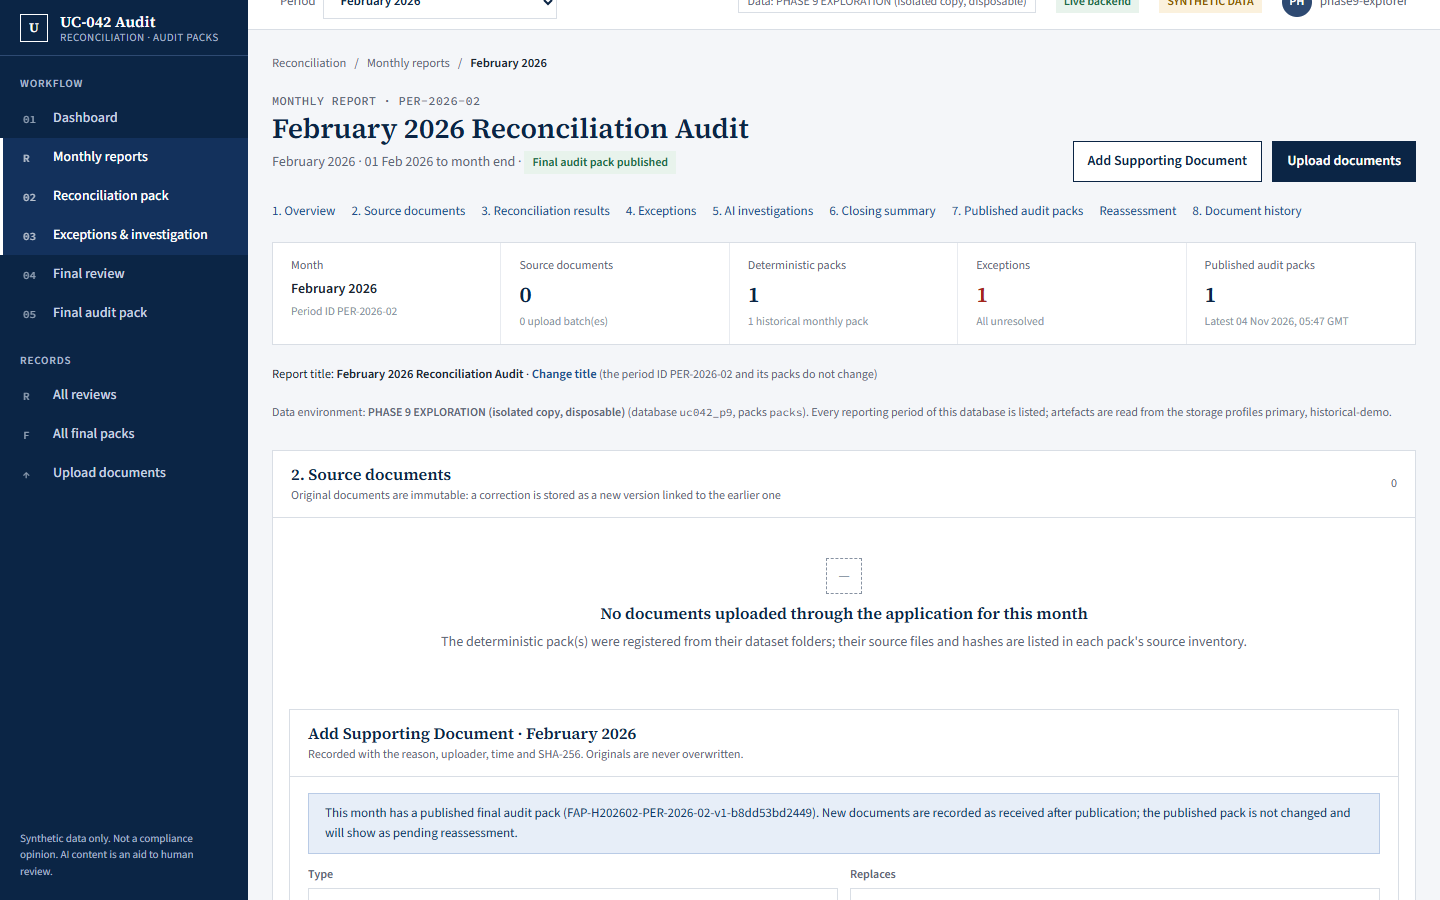 U
UC-042 Audit
RECONCILIATION · AUDIT PACKS
WORKFLOW
01 Dashboard
R Monthly reports
02 Reconciliation pack
03 Exceptions & investigation
04 Final review
05 Final audit pack
RECORDS
R All reviews
F All final packs
↑ Upload documents
Synthetic data only. Not a compliance
opinion. AI content is an aid to human
review.
Period February 2026 Data: PHASE 9 EXPLORATION (isolated copy, disposable) Live backend SYNTHETIC DATA PH phase9-explorer
Reconciliation / Monthly reports / February 2026
MONTHLY REPORT · PER-2026-02
February 2026 Reconciliation Audit
February 2026 · 01 Feb 2026 to month end · Final audit pack published
Add Supporting Document Upload documents
1. Overview 2. Source documents 3. Reconciliation results 4. Exceptions 5. AI investigations 6. Closing summary 7. Published audit packs Reassessment 8. Document history
Month
February 2026
Period ID PER-2026-02
Source documents
0
0 upload batch(es)
Deterministic packs
1
1 historical monthly pack
Exceptions
1
All unresolved
Published audit packs
1
Latest 04 Nov 2026, 05:47 GMT
Report title: February 2026 Reconciliation Audit · Change title (the period ID PER-2026-02 and its packs do not change)
Data environment: PHASE 9 EXPLORATION (isolated copy, disposable) (database uc042_p9, packs packs). Every reporting period of this database is listed; artefacts are read from the storage profiles primary, historical-demo.
2. Source documents
Original documents are immutable: a correction is stored as a new version linked to the earlier one
0
—
No documents uploaded through the application for this month
The deterministic pack(s) were registered from their dataset folders; their source files and hashes are listed in each pack's source inventory.
Add Supporting Document · February 2026
Recorded with the reason, uploader, time and SHA-256. Originals are never overwritten.
This month has a published final audit pack (FAP-H202602-PER-2026-02-v1-b8dd53bd2449). New documents are recorded as received after publication; the published pack is not changed and
will show as pending reassessment.
Type Replaces